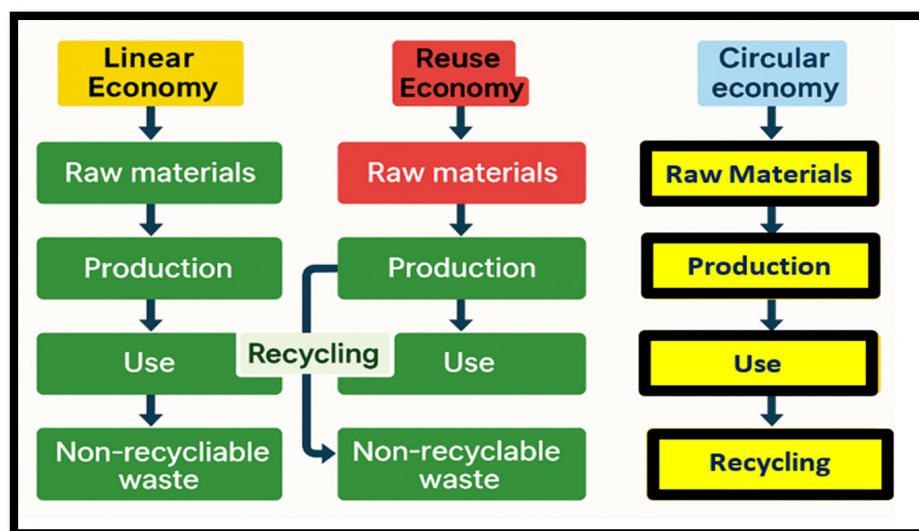 Linear
Economy
Raw materials
Production
Use
Non-recycliable
waste
Reuse
Economy
Raw materials
Production
Recycling
Use
Non-recyclable
waste
Circular
economy
Raw Materials
Production
Use
Recycling